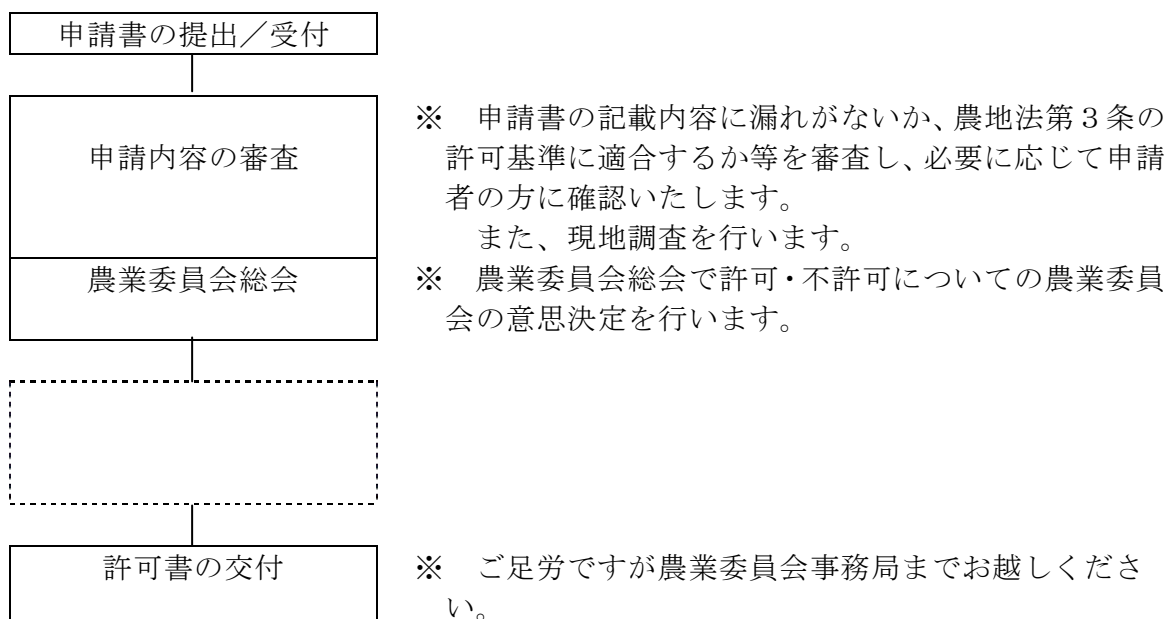 申請書の提出／受付
申請内容の審査
※　申請書の記載内容に漏れがないか、農地法第３条の
許可基準に適合するか等を審査し、必要に応じて申請
者の方に確認いたします。
また、現地調査を行います。
農業委員会総会
※　農業委員会総会で許可・不許可についての農業委員
会の意思決定を行います。
許可書の交付
※　ご足労ですが農業委員会事務局までお越しくださ
い。